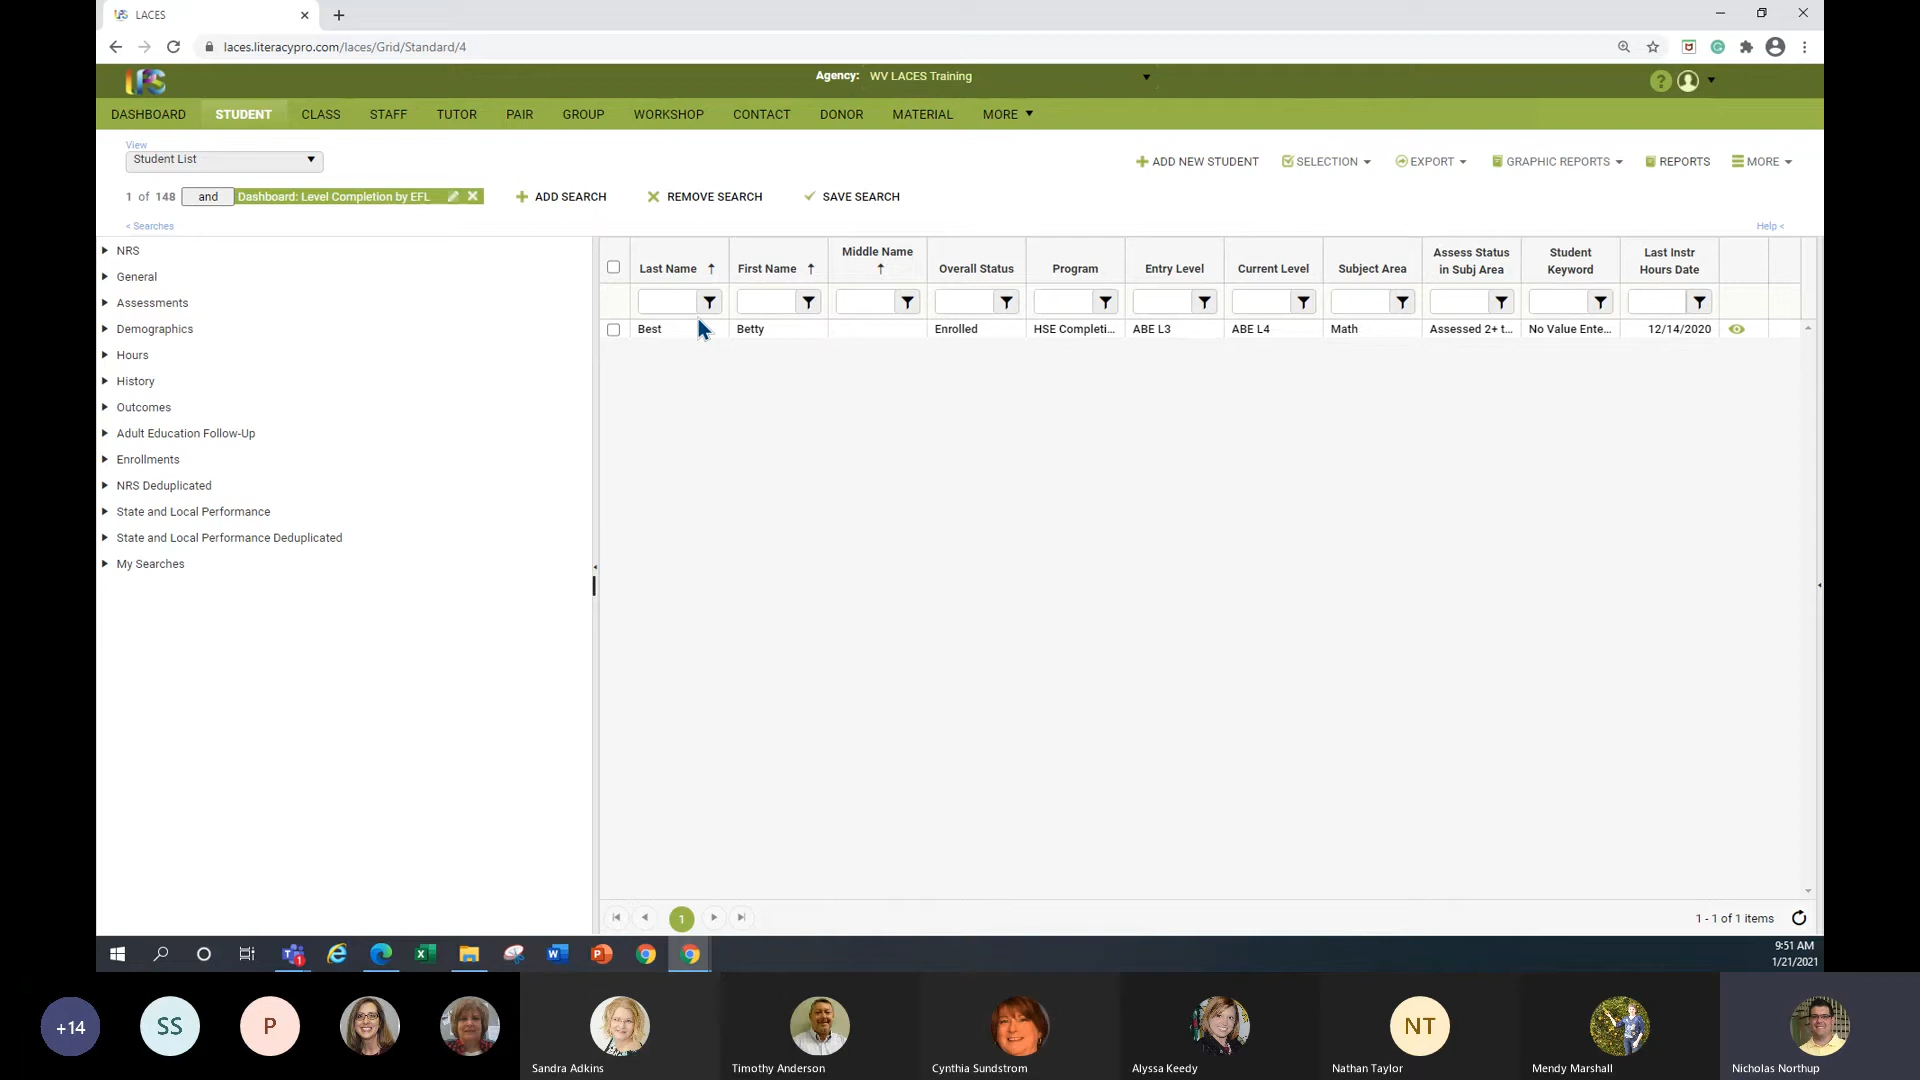 LACES
laces.literacypro.com/laces/Grid/Standard/4
LPS
Agency: WV LACES Training
?
DASHBOARD STUDENT CLASS STAFF TUTOR PAIR GROUP WORKSHOP CONTACT DONOR MATERIAL MORE
View
Student List
ADD NEW STUDENT SELECTION EXPORT GRAPHIC REPORTS REPORTS MORE
1 of 148 and Dashboard: Level Completion by EFL ADD SEARCH REMOVE SEARCH SAVE SEARCH
< Searches
Help <
NRS
General
Assessments
Demographics
Hours
History
Outcomes
Adult Education Follow-Up
Enrollments
NRS Deduplicated
State and Local Performance
State and Local Performance Deduplicated
My Searches
Last Name First Name Middle Name Overall Status Program Entry Level Current Level Subject Area Assess Status in Subj Area Student Keyword Last Instr Hours Date
Best Betty Enrolled HSE Completi... ABE L3 ABE L4 Math Assessed 2+ t... No Value Ente... 12/14/2020
1
1 - 1 of 1 items
9:51 AM
1/21/2021
+14 SS P NT
Sandra Adkins Timothy Anderson Cynthia Sundstrom Alyssa Keedy Nathan Taylor Mendy Marshall Nicholas Northup